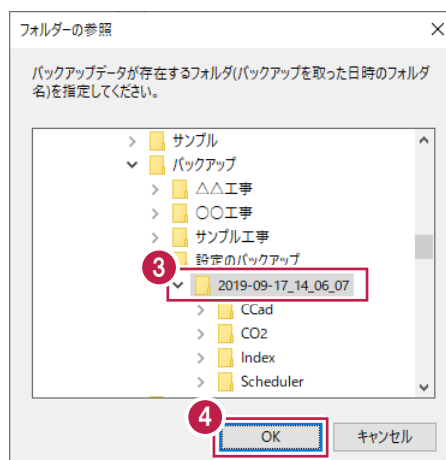 フォルダーの参照
バックアップデータが存在するフォルダ(バックアップを取った日時のフォルダ
名)を指定してください。
サンプル
バックアップ
△△工事
〇〇工事
サンプル工事
設定のバックアップ
3
2019-09-17_14_06_07
CCad
CO2
Index
Scheduler
4
OK
キャンセル